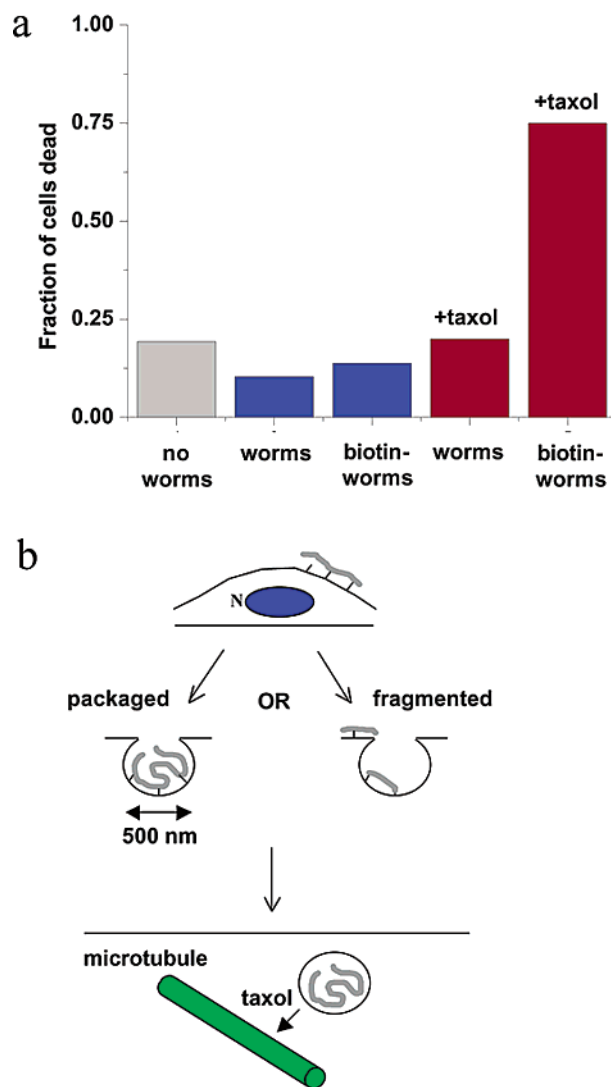 a
1.00
0.75
0.50
0.25
0.00
Fraction of cells dead
+taxol
+taxol
no
worms
worms
biotin-
worms
worms
biotin-
worms
b
N
packaged
OR
fragmented
500 nm
microtubule
taxol